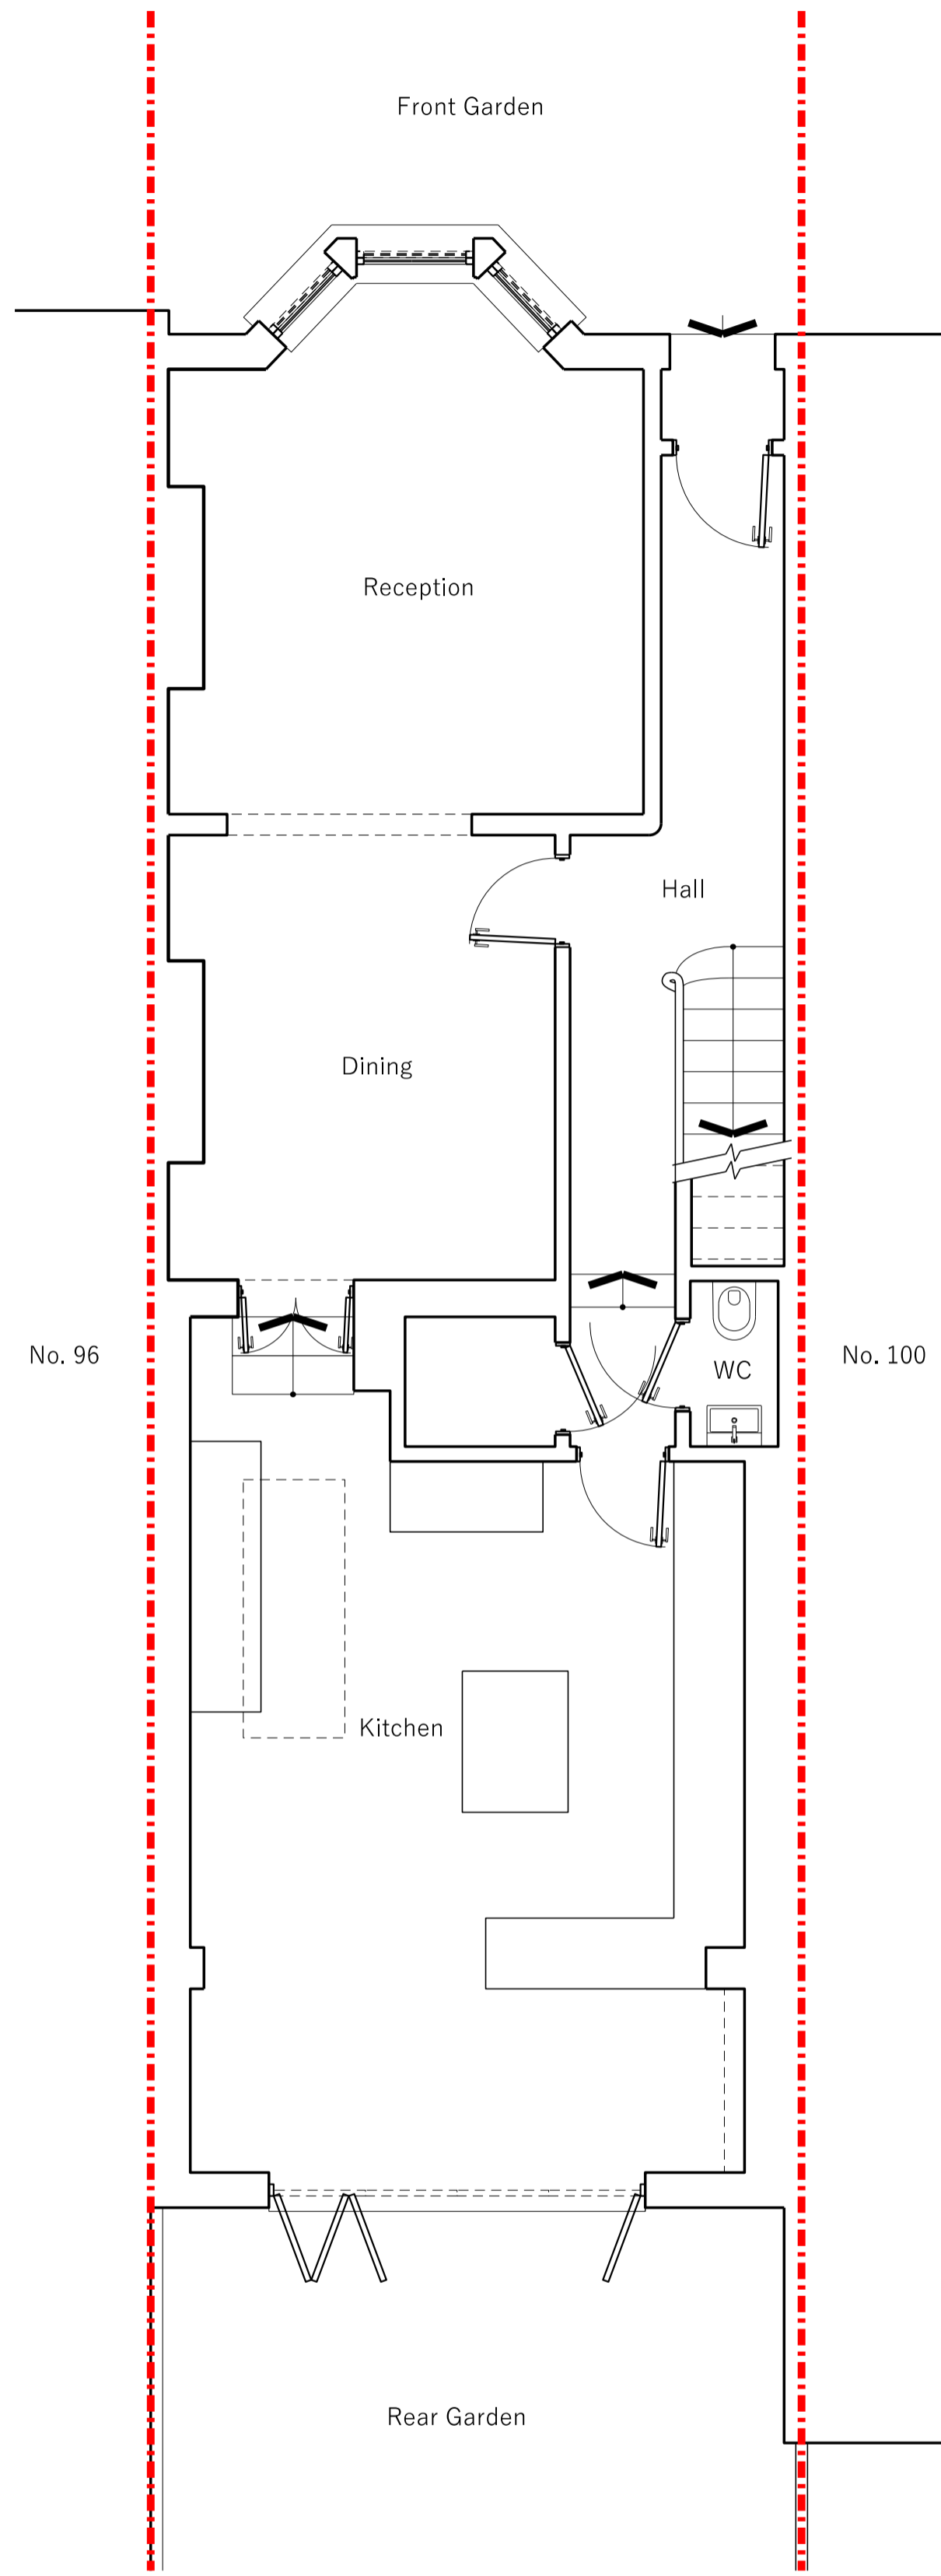 Front Garden
Reception
Hall
Dining
No. 96
WC
No. 100
Kitchen
Rear Garden